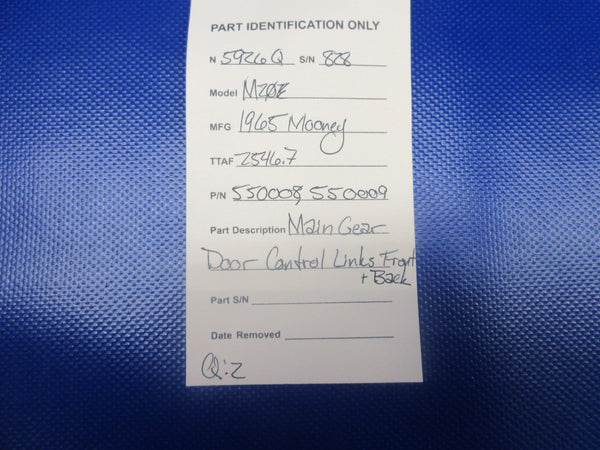 PART IDENTIFICATION ONLY
N 5926Q S/N 828
Model M20E
MFG 1965 Mooney
TTAF 2546.7
P/N 550008, 550009
Part Description Main Gear
Door Control Links Front
+ Back
Part S/N
Date Removed
Q:2